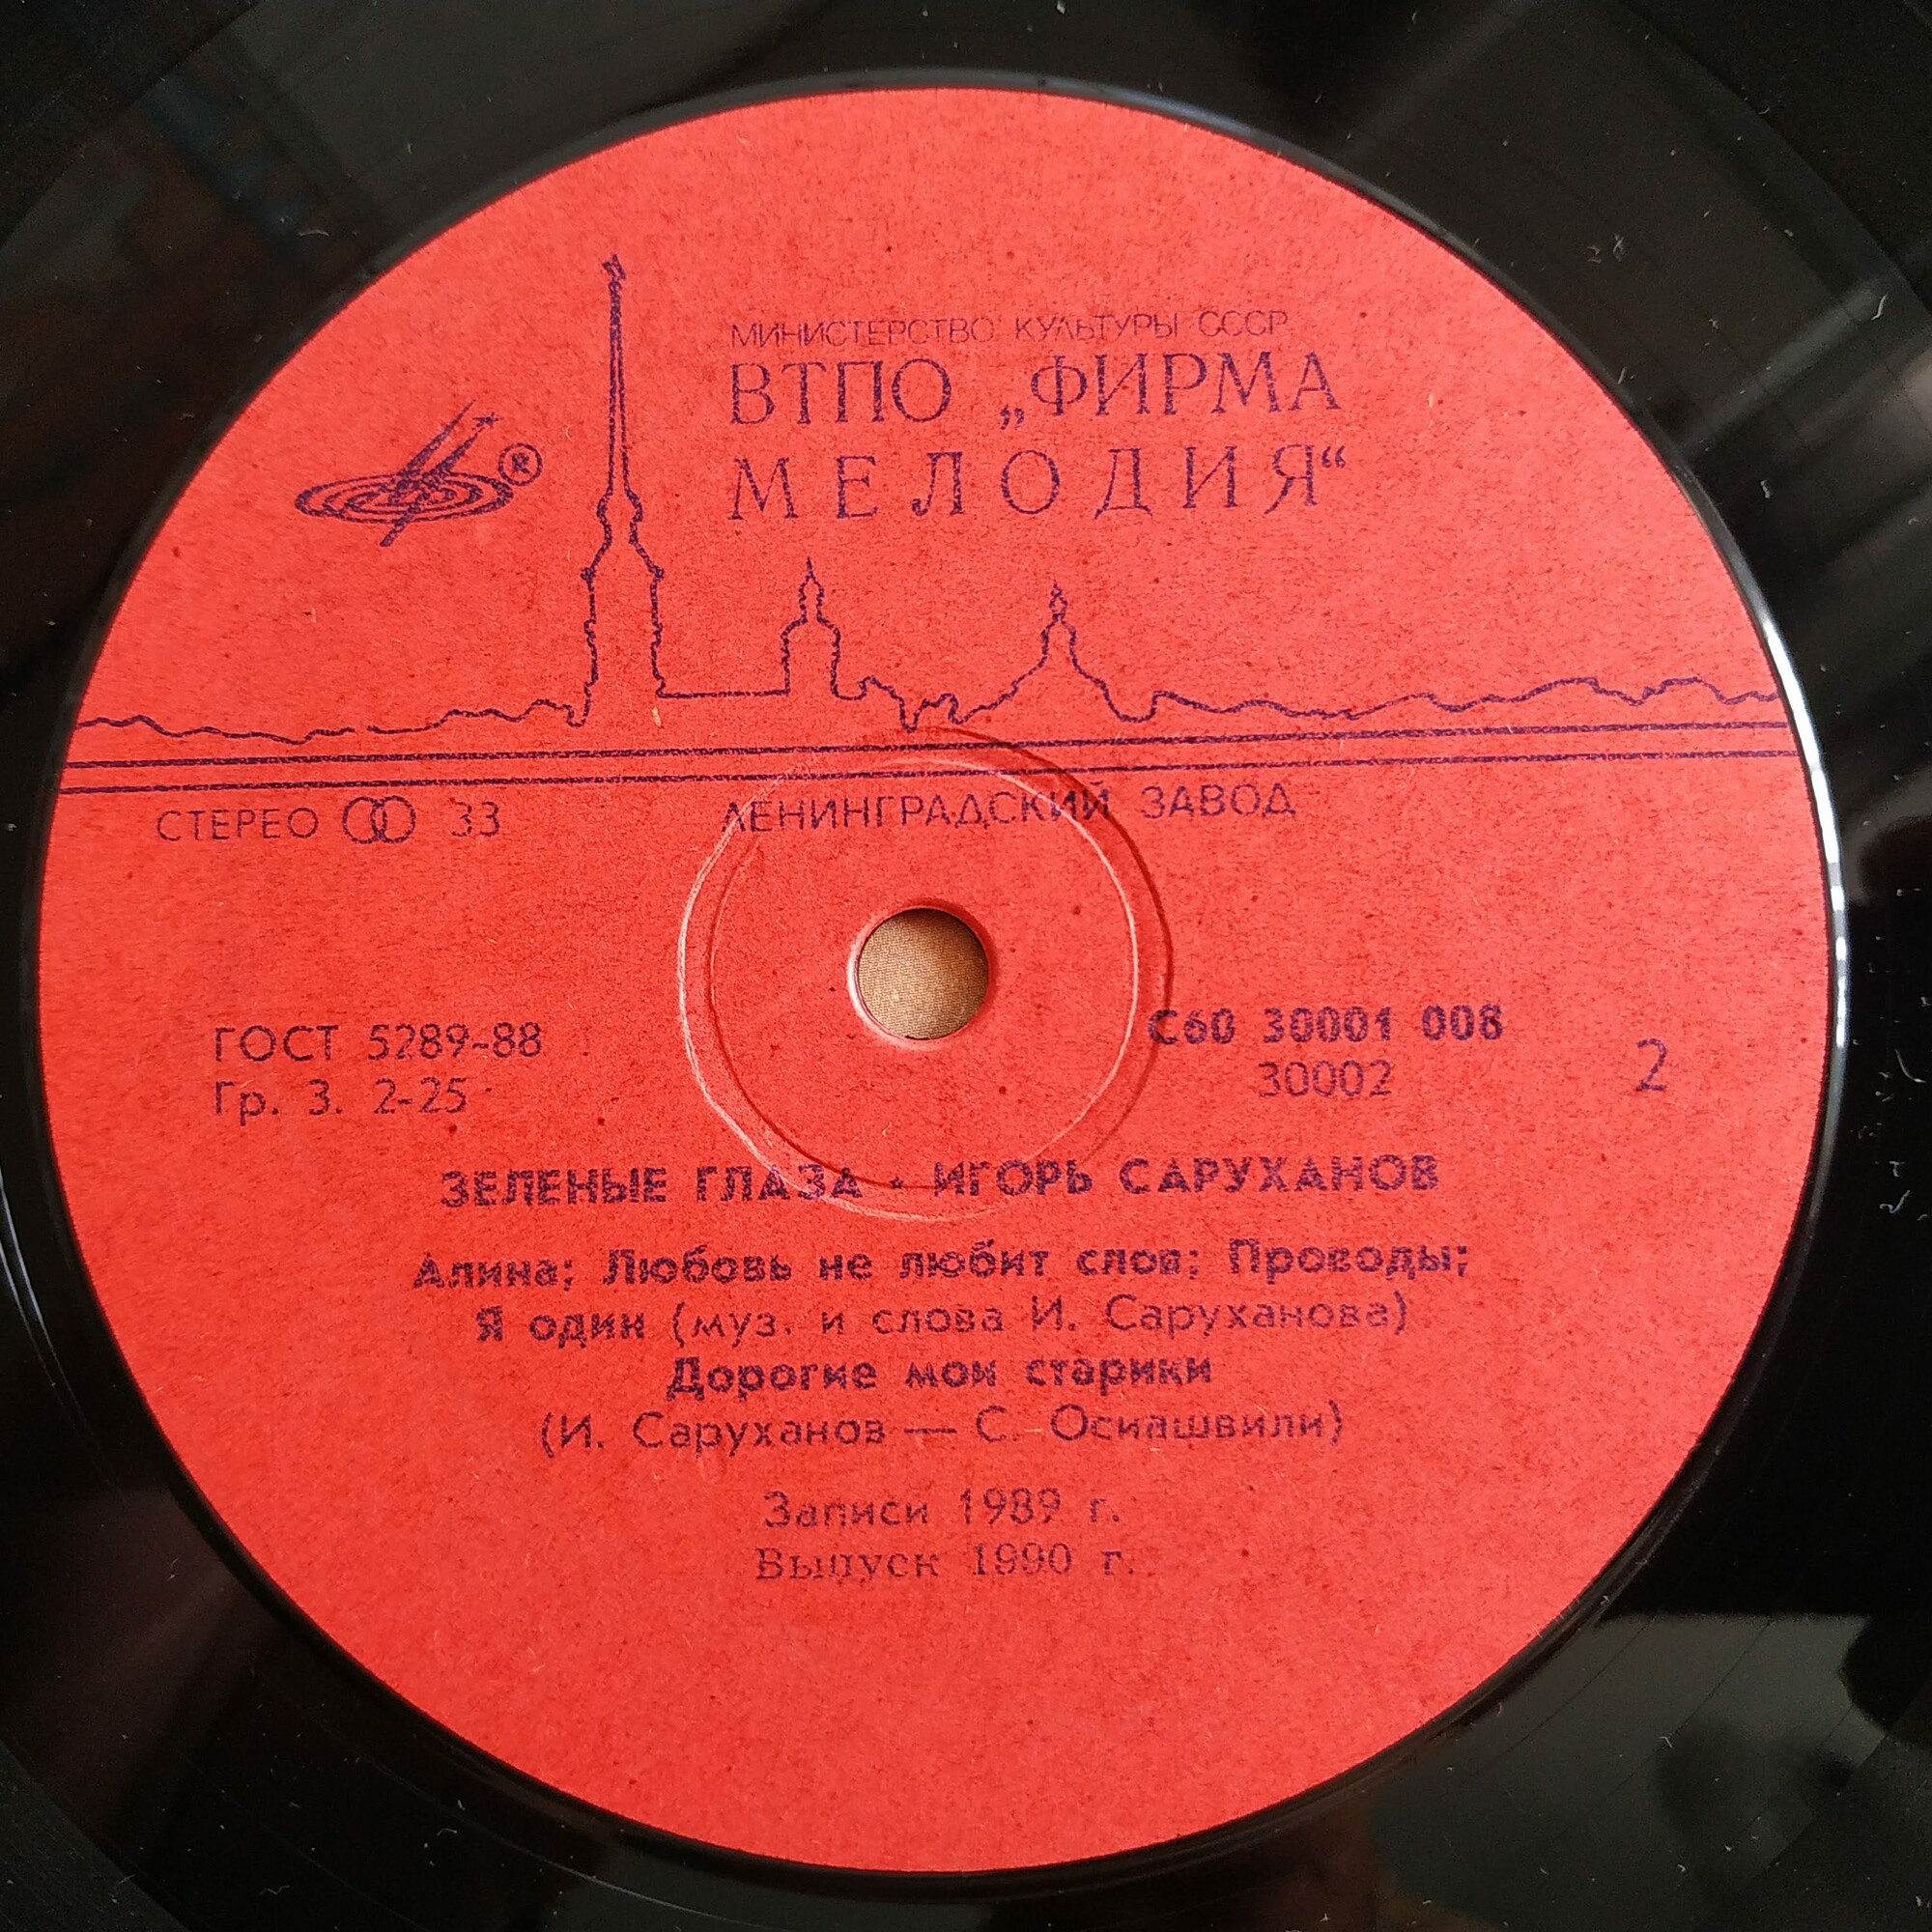 МИНИСТЕРСТВО КУЛЬТУРЫ СССР
ВТПО „ФИРМА
МЕЛОДИЯ“
®
СТЕРЕО 33
ЛЕНИНГРАДСКИЙ ЗАВОД
ГОСТ 5289-88
Гр. 3. 2-25
С60 30001 008
30002
2
ЗЕЛЕНЫЕ ГЛАЗА · ИГОРЬ САРУХАНОВ
Алина; Любовь не любит слов; Проводы;
Я один (муз. и слова И. Саруханова)
Дорогие мои старики
(И. Саруханов — С. Осиашвили)
Записи 1989 г.
Выпуск 1990 г.